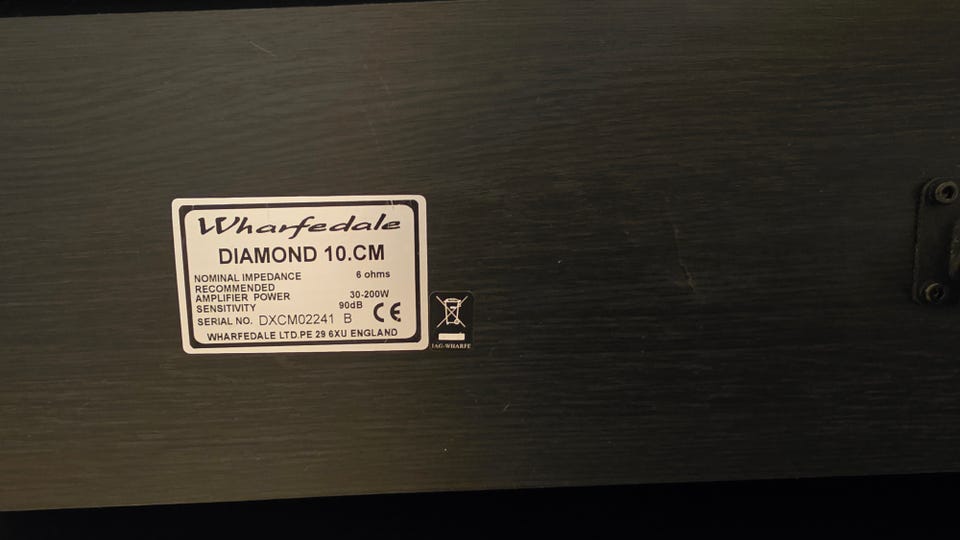 Wharfedale
DIAMOND 10.CM
NOMINAL IMPEDANCE 6 ohms
RECOMMENDED
AMPLIFIER POWER 30-200W
SENSITIVITY 90dB
SERIAL NO. DXCM02241 B CE
WHARFEDALE LTD.PE 29 6XU ENGLAND
IAG-WHARFE